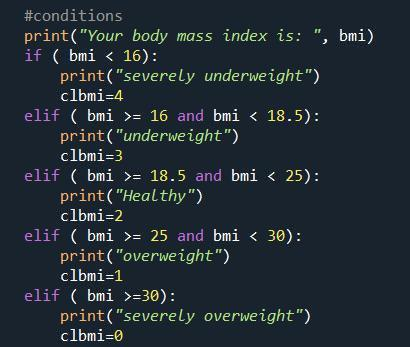 #conditions
print("Your body mass index is: ", bmi)
if ( bmi < 16):
    print("severely underweight")
    clbmi=4
elif ( bmi >= 16 and bmi < 18.5):
    print("underweight")
    clbmi=3
elif ( bmi >= 18.5 and bmi < 25):
    print("Healthy")
    clbmi=2
elif ( bmi >= 25 and bmi < 30):
    print("overweight")
    clbmi=1
elif ( bmi >=30):
    print("severely overweight")
    clbmi=0